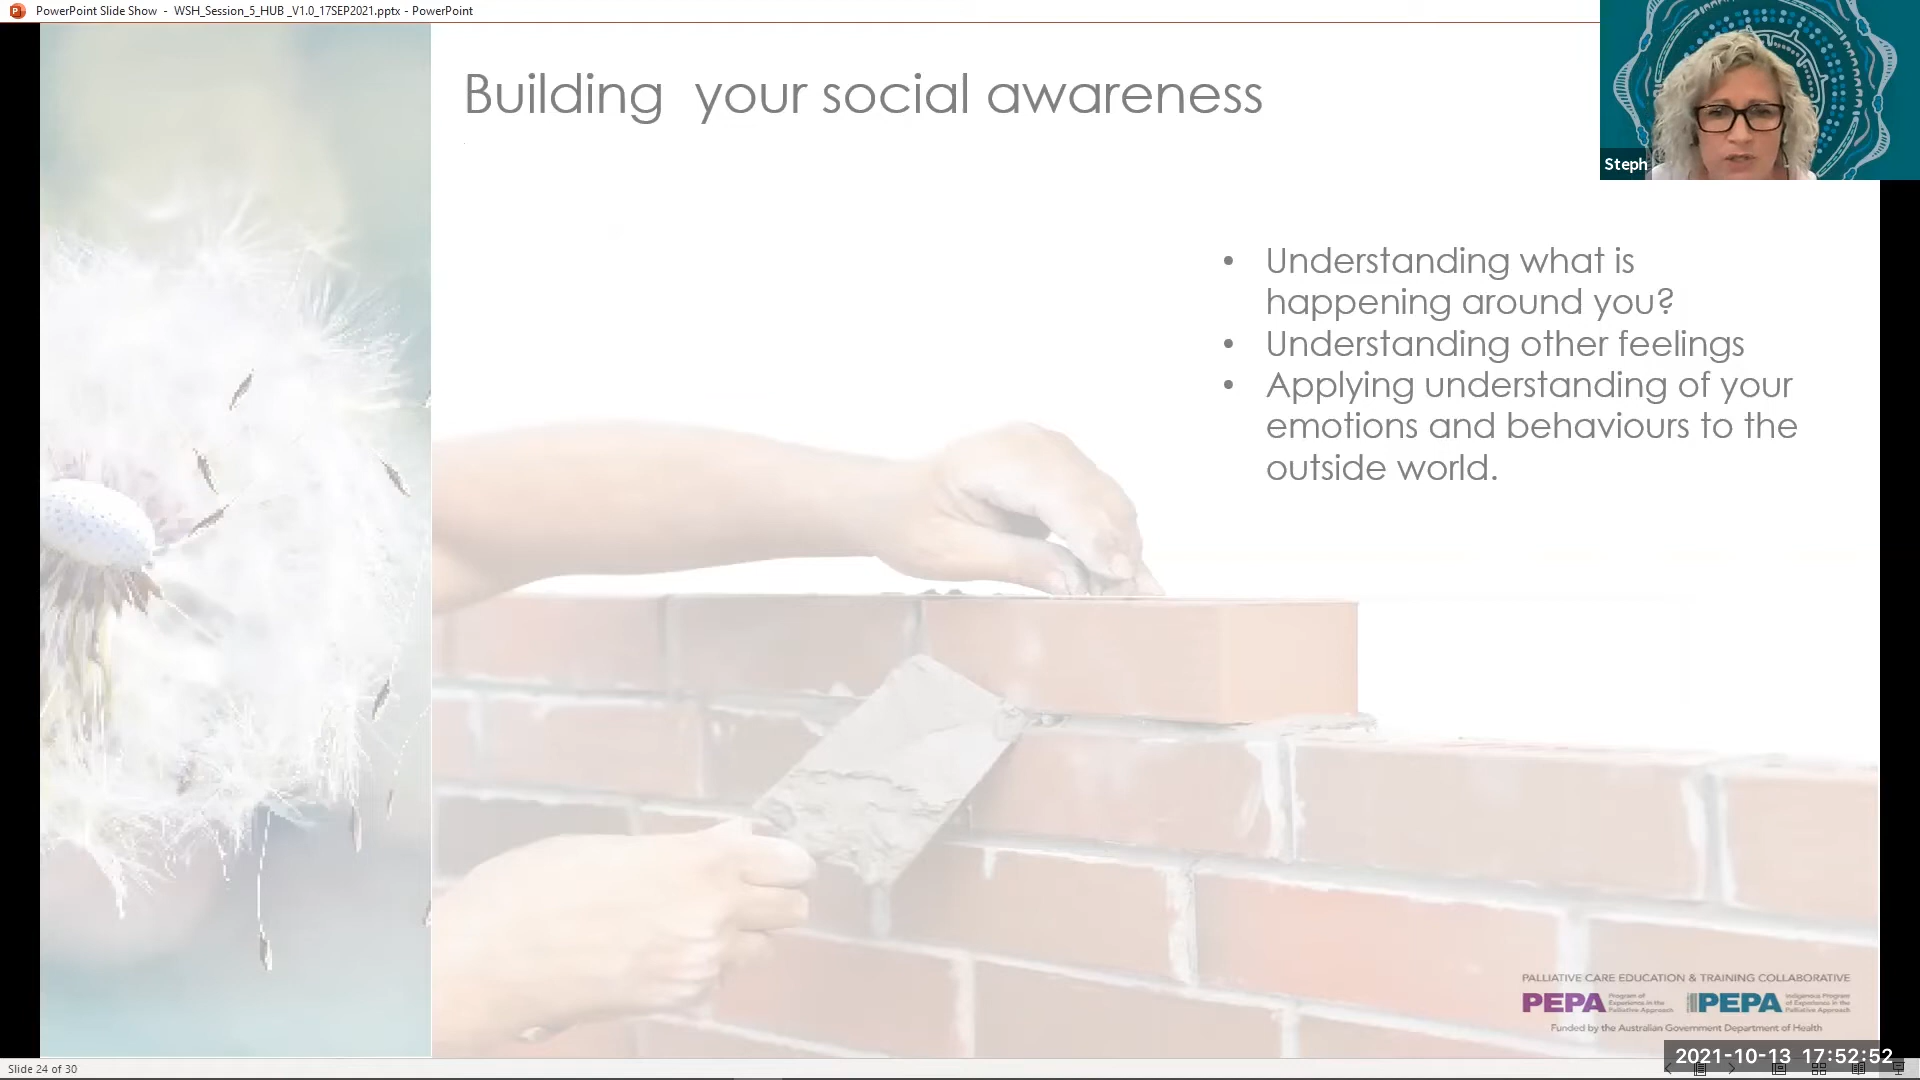 PowerPoint Slide Show - WSH_Session_5_HUB _V1.0_17SEP2021.pptx - PowerPoint
Building your social awareness
Steph
• Understanding what is
happening around you?
• Understanding other feelings
• Applying understanding of your
emotions and behaviours to the
outside world.
PALLIATIVE CARE EDUCATION & TRAINING COLLABORATIVE
PEPA Program of
Experience in the
Palliative Approach
IPEPA Indigenous Program
of Experience in the
Palliative Approach
Funded by the Australian Government Department of Health
2021-10-13 17:52:52
Slide 24 of 30